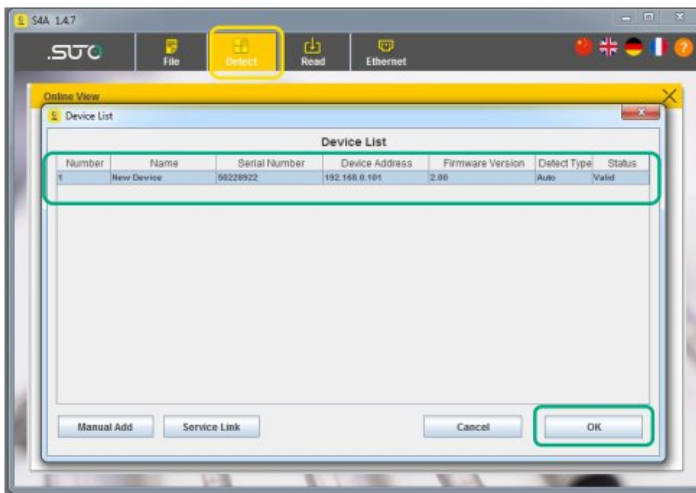 S4A 1.4.7
.SUTO File Detect Read Ethernet ?
Online View
Device List
Device List
Number Name Serial Number Device Address Firmware Version Detect Type Status
1 New Device 50228922 192.168.0.101 2.00 Auto Valid
Manual Add Service Link Cancel OK